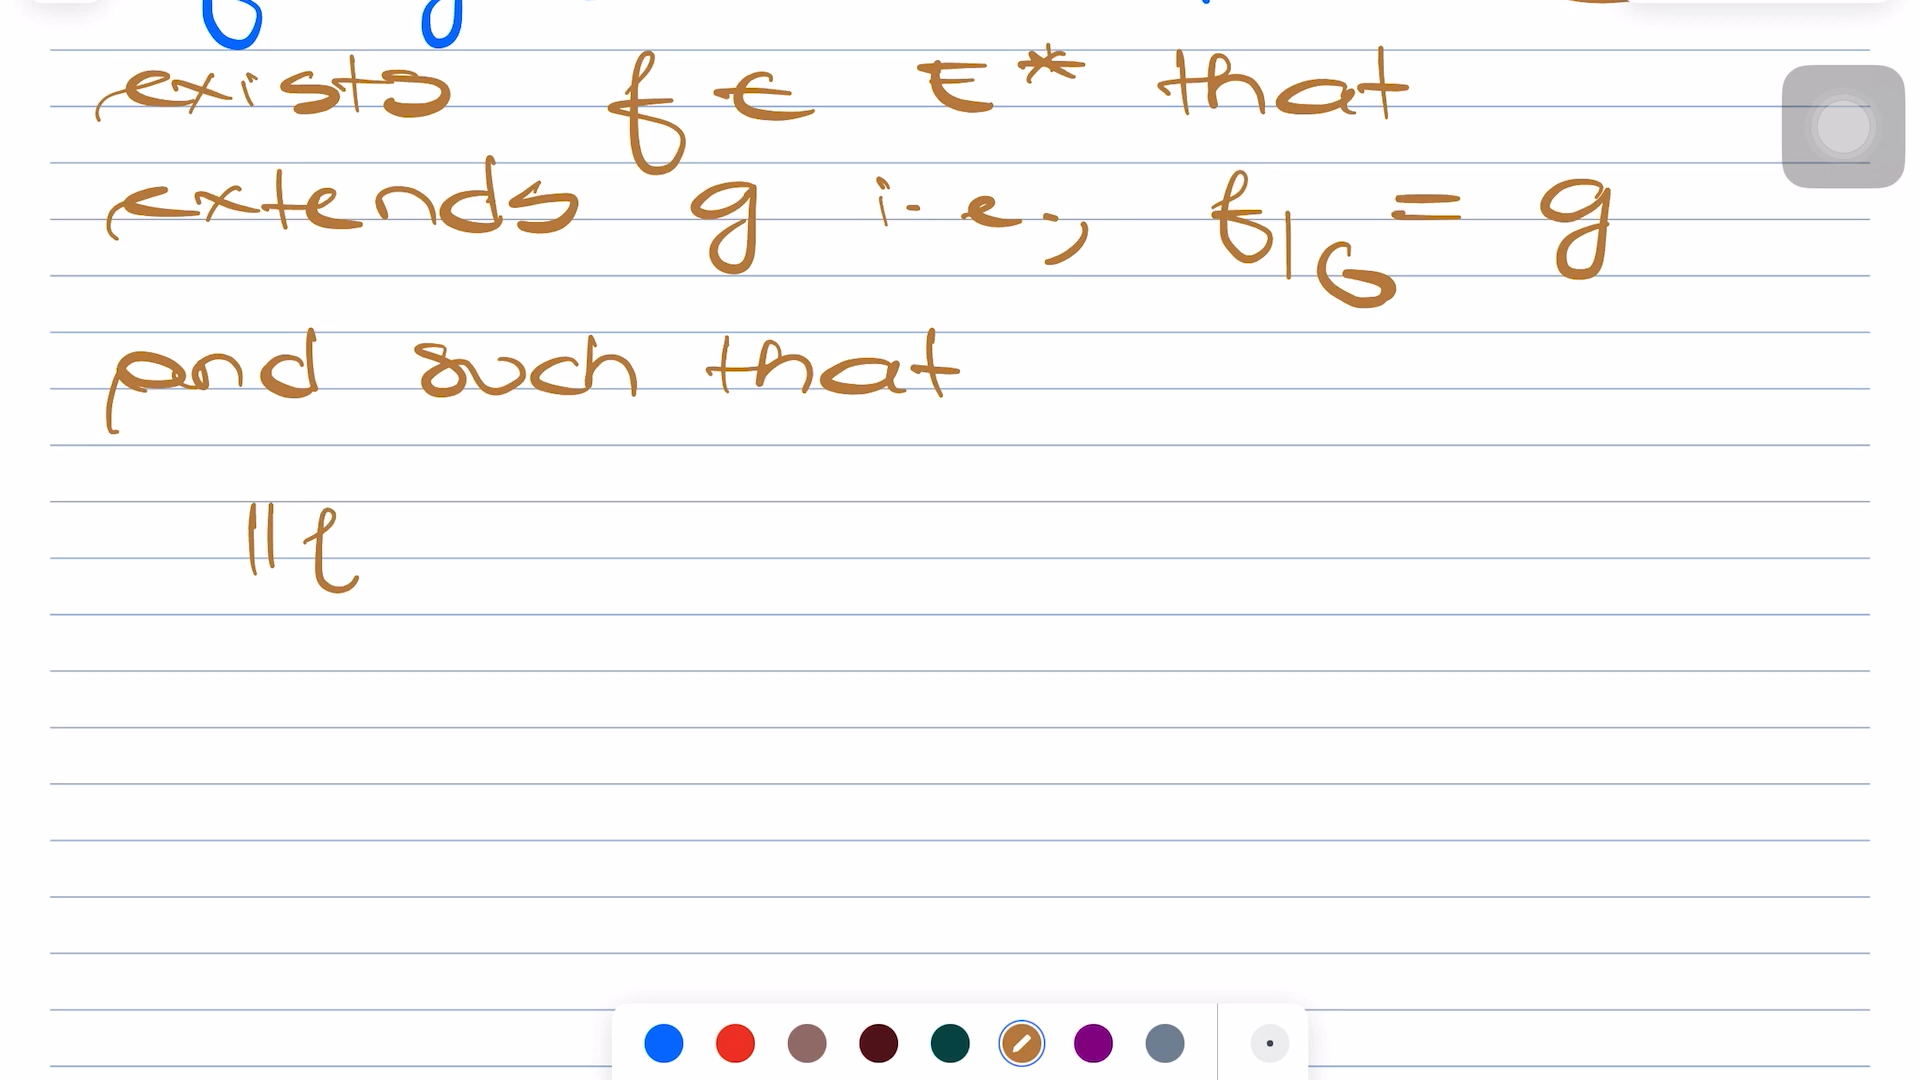 exists f ∈ E* that
extends g i.e., f|G = g
and such that
||f